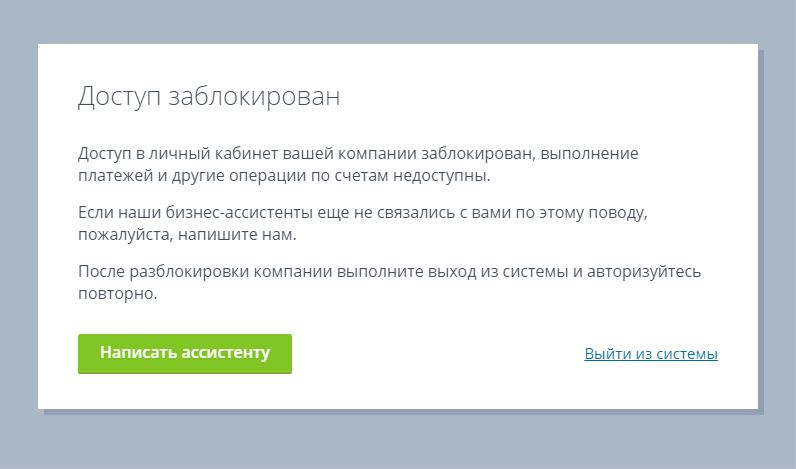 Доступ заблокирован
Доступ в личный кабинет вашей компании заблокирован, выполнение
платежей и другие операции по счетам недоступны.
Если наши бизнес-ассистенты еще не связались с вами по этому поводу,
пожалуйста, напишите нам.
После разблокировки компании выполните выход из системы и авторизуйтесь
повторно.
Написать ассистенту
Выйти из системы